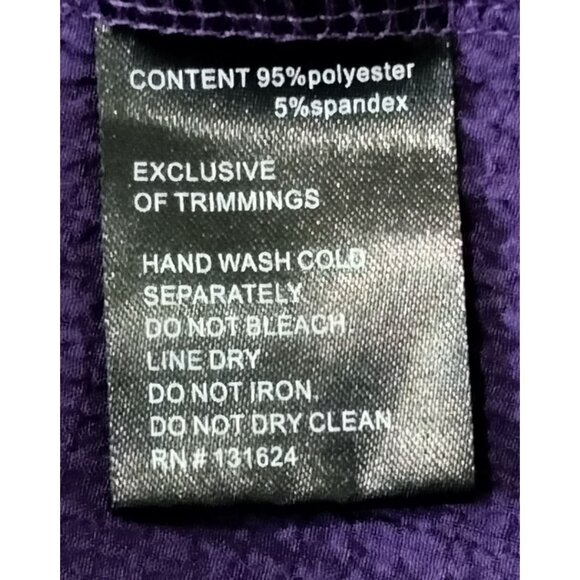 CONTENT 95%polyester
5%spandex
EXCLUSIVE
OF TRIMMINGS
HAND WASH COLD
SEPARATELY
DO NOT BLEACH.
LINE DRY
DO NOT IRON.
DO NOT DRY CLEAN
RN# 131624